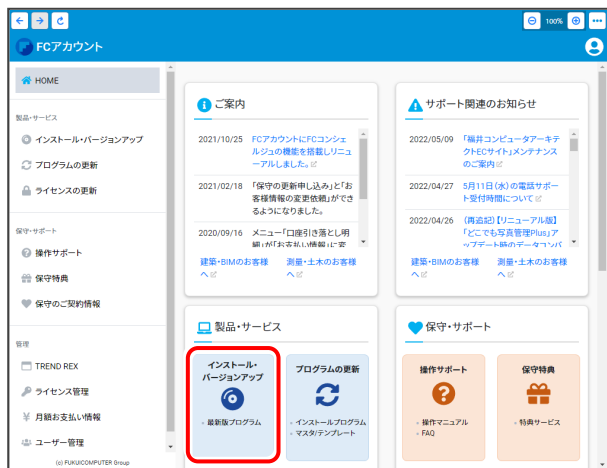 100%
FCアカウント
HOME
製品・サービス
インストール・バージョンアップ
プログラムの更新
ライセンスの更新
保守・サポート
操作サポート
保守特典
保守のご契約情報
管理
TREND REX
ライセンス管理
月額お支払い情報
ユーザー管理
(c) FUKUICOMPUTER Group
ご案内
2021/10/25 FCアカウントにFCコンシェ
ルジュの機能を搭載しリニュ
ーアルしました。
2021/02/18 「保守の更新申し込み」と「お
客様情報の変更依頼」ができ
るようになりました。
2020/09/16 メニュー「口座引き落とし明
細」が「お支払い情報」に変
建築・BIMのお客様
へ
測量・土木のお客様
へ
サポート関連のお知らせ
2022/05/09 「福井コンピュータアーキテ
クトECサイト」メンテナンス
のご案内
2022/04/27 5月11日(水)の電話サポー
ト受付時間について
2022/04/26 (再追記)【リニューアル版】
「どこでも写真管理Plus」ア
ップデート時のデータコンバ
建築・BIMのお客様
へ
測量・土木のお客様
へ
製品・サービス
インストール・
バージョンアップ
最新版プログラム
プログラムの更新
インストールプログラム
マスタ/テンプレート
保守・サポート
操作サポート
操作マニュアル
FAQ
保守特典
特典サービス